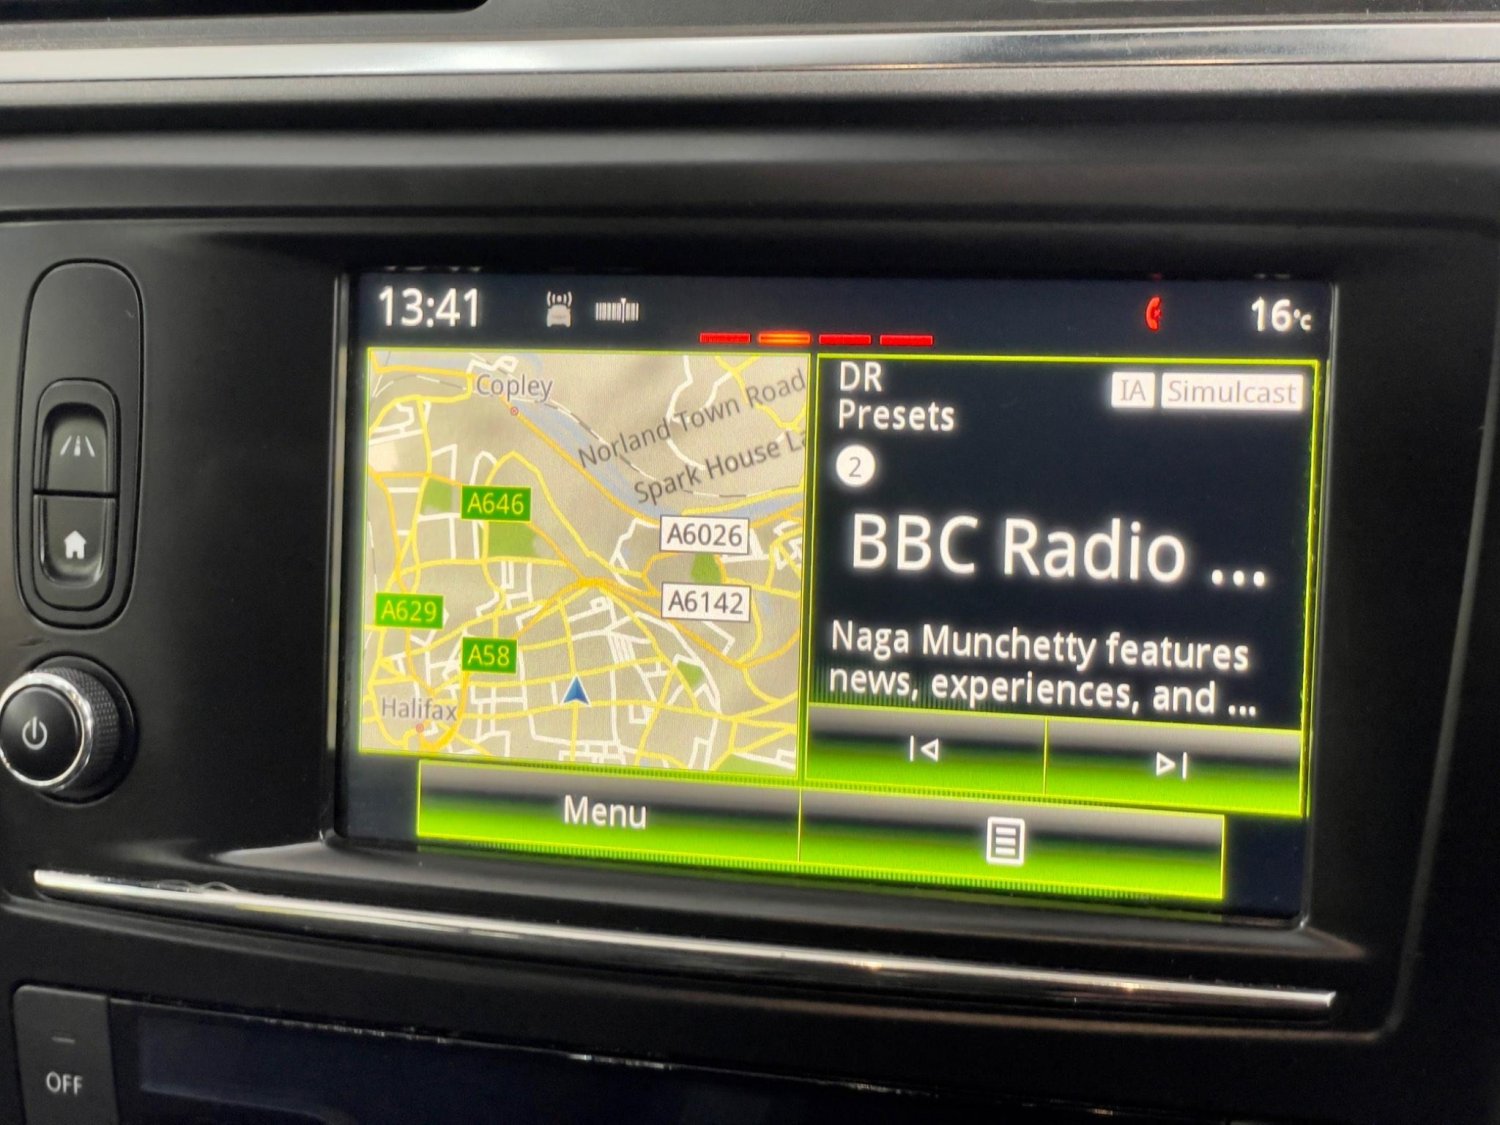 13:41
16°c
Copley
Norland Town Road
Spark House La
A646
A6026
A6142
A629
A58
Halifax
DR
Presets
IA
Simulcast
2
BBC Radio ...
Naga Munchetty features
news, experiences, and ...
Menu
OFF